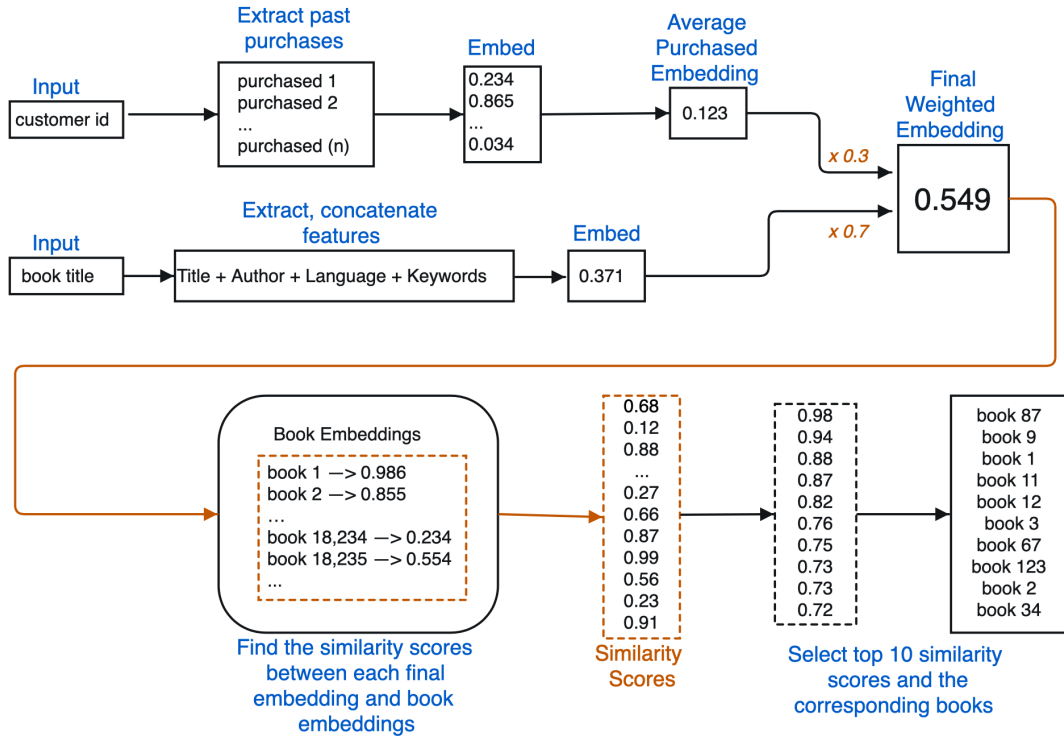 Extract past
purchases
Input
customer id
purchased 1
purchased 2
...
purchased (n)
Embed
0.234
0.865
...
0.034
Average
Purchased
Embedding
0.123
x 0.3
Final
Weighted
Embedding
0.549
Input
book title
Extract, concatenate
features
Title + Author + Language + Keywords
Embed
0.371
x 0.7
Book Embeddings
book 1 —> 0.986
book 2 —> 0.855
...
book 18,234 —> 0.234
book 18,235 —> 0.554
...
Find the similarity scores
between each final
embedding and book
embeddings
0.68
0.12
0.88
...
0.27
0.66
0.87
0.99
0.56
0.23
0.91
Similarity
Scores
0.98
0.94
0.88
0.87
0.82
0.76
0.75
0.73
0.73
0.72
book 87
book 9
book 1
book 11
book 12
book 3
book 67
book 123
book 2
book 34
Select top 10 similarity
scores and the
corresponding books